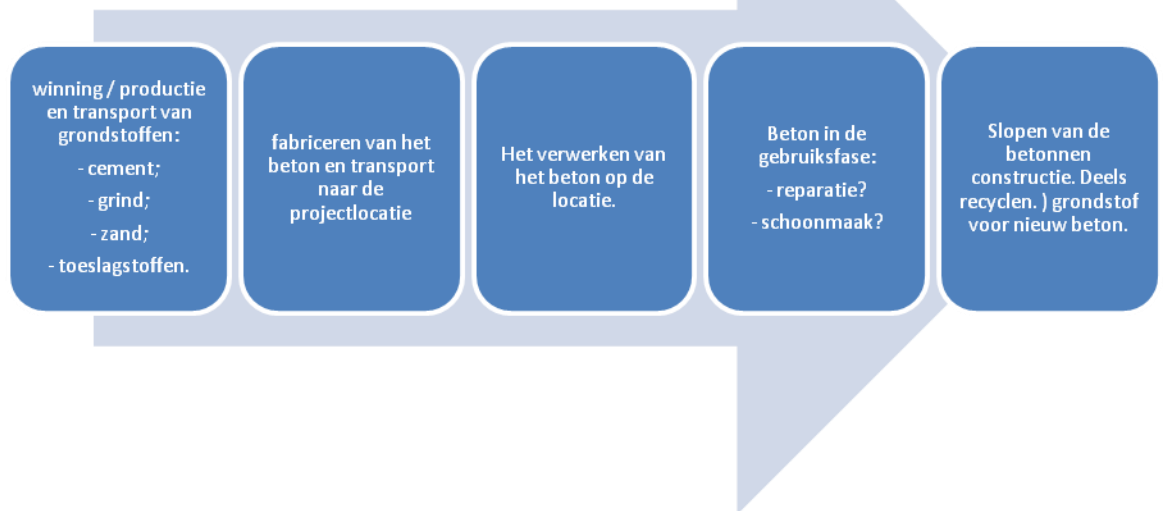 winning / productie
en transport van
grondstoffen:
- cement;
- grind;
- zand;
- toeslagstoffen.
fabriceren van het
beton en transport
naar de
projectlocatie
Het verwerken van
het beton op de
locatie.
Beton in de
gebruiksfase:
- reparatie?
- schoonmaak?
Slopen van de
betonnen
constructie. Deels
recyclen. ) grondstof
voor nieuw beton.